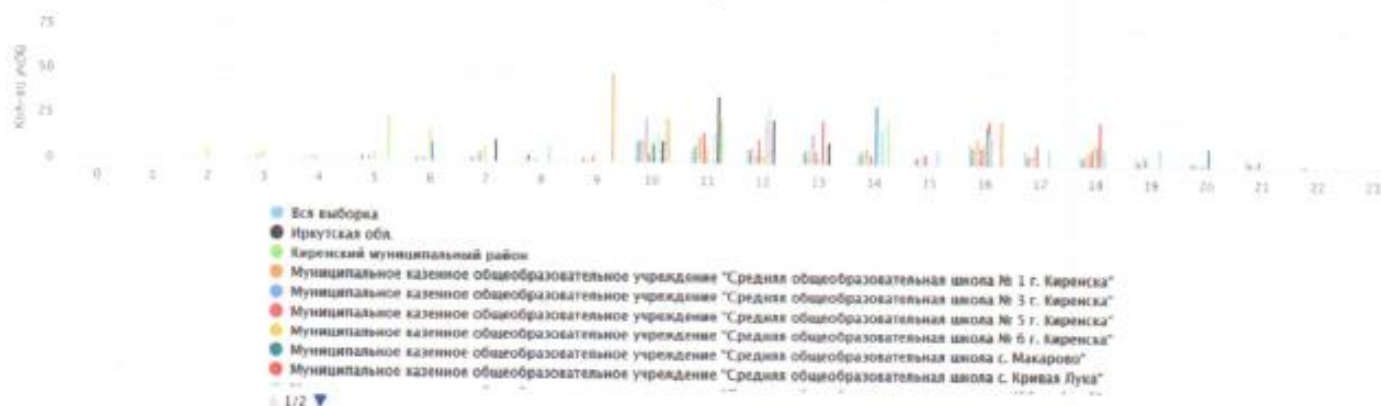 75
50
25
0
Кол-во уч(%)
0 1 2 3 4 5 6 7 8 9 10 11 12 13 14 15 16 17 18 19 20 21 22 23
Вся выборка
Иркутская обл.
Киренский муниципальный район
Муниципальное казенное общеобразовательное учреждение "Средняя общеобразовательная школа № 1 г. Киренска"
Муниципальное казенное общеобразовательное учреждение "Средняя общеобразовательная школа № 3 г. Киренска"
Муниципальное казенное общеобразовательное учреждение "Средняя общеобразовательная школа № 5 г. Киренска"
Муниципальное казенное общеобразовательное учреждение "Средняя общеобразовательная школа № 6 г. Киренска"
Муниципальное казенное общеобразовательное учреждение "Средняя общеобразовательная школа с. Макарово"
Муниципальное казенное общеобразовательное учреждение "Средняя общеобразовательная школа с. Кривая Лука"
1/2